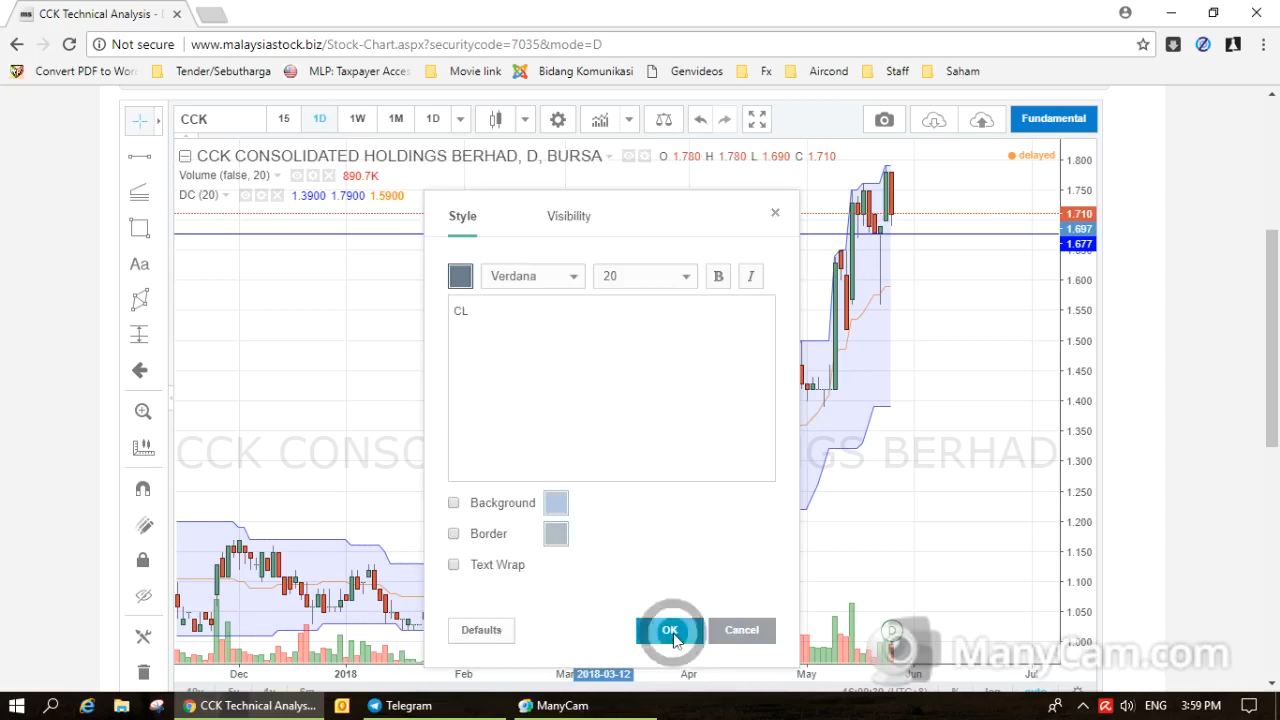 CCK Technical Analysis - D
Not secure
www.malaysiastock.biz/Stock-Chart.aspx?securitycode=7035&mode=D
Convert PDF to Word
Tender/Sebutharga
MLP: Taxpayer Acces
Movie link
Bidang Komunikasi
Genvideos
Fx
Aircond
Staff
Saham
CCK 15 1D 1W 1M 1D Fundamental
CCK CONSOLIDATED HOLDINGS BERHAD, D, BURSA O 1.780 H 1.780 L 1.690 C 1.710 delayed
Volume (false, 20) 890.7K
DC (20) 1.3900 1.7900 1.5900
Style Visibility
Verdana 20 B I
CL
Background
Border
Text Wrap
Defaults OK Cancel
CCK CONSO
GS BERHAD
Aa
1.800
1.750
1.710
1.697
1.677
1.600
1.550
1.500
1.450
1.400
1.350
1.300
1.250
1.200
1.150
1.100
1.050
1.000
D
ManyCam.com
Dec 2018 Feb Mar 2018-03-12 Apr May Jun Jul
CCK Technical Analys...
Telegram
ManyCam
ENG
3:59 PM